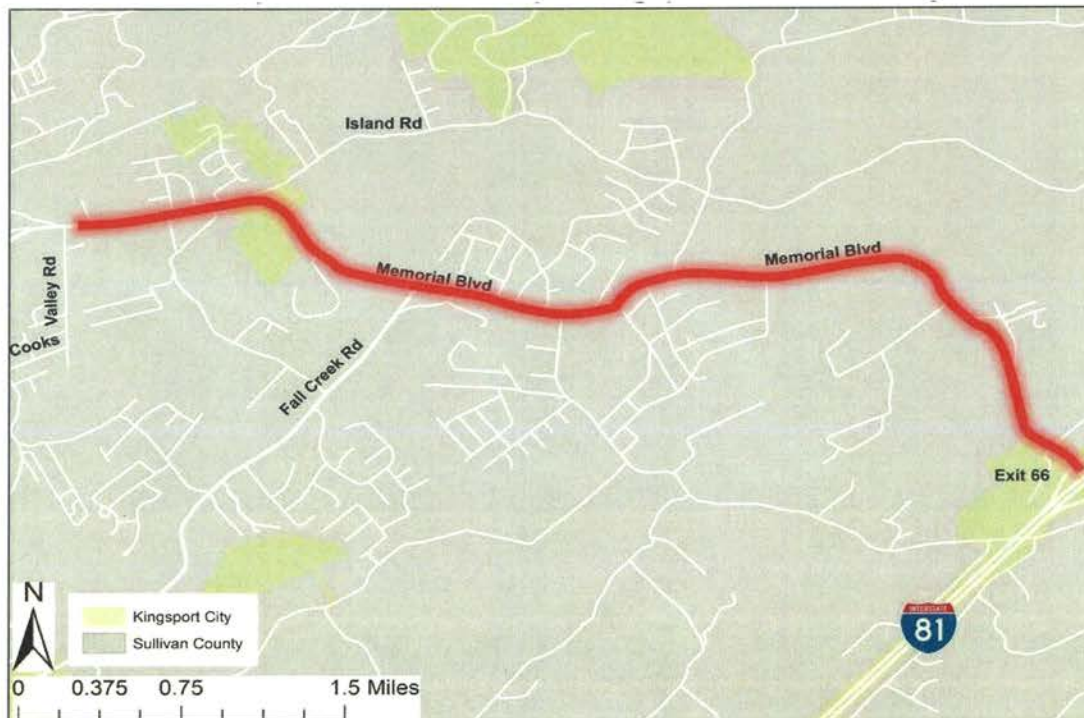 Island Rd
Memorial Blvd
Memorial Blvd
Valley Rd
Cooks
Fall Creek Rd
Exit 66
INTERSTATE
81
N
Kingsport City
Sullivan County
0 0.375 0.75 1.5 Miles